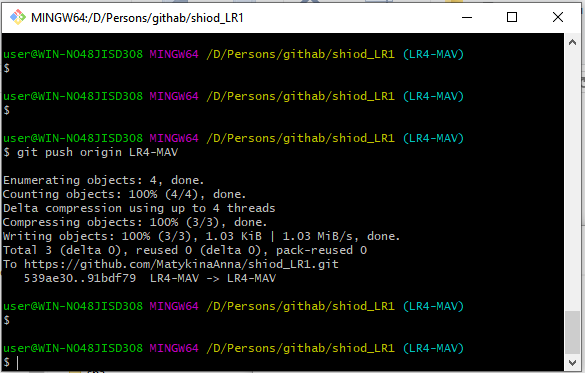 MINGW64:/D/Persons/githab/shiod_LR1
user@WIN-NO48JISD308 MINGW64 /D/Persons/githab/shiod_LR1 (LR4-MAV)
$
user@WIN-NO48JISD308 MINGW64 /D/Persons/githab/shiod_LR1 (LR4-MAV)
$
user@WIN-NO48JISD308 MINGW64 /D/Persons/githab/shiod_LR1 (LR4-MAV)
$ git push origin LR4-MAV
Enumerating objects: 4, done.
Counting objects: 100% (4/4), done.
Delta compression using up to 4 threads
Compressing objects: 100% (3/3), done.
Writing objects: 100% (3/3), 1.03 KiB | 1.03 MiB/s, done.
Total 3 (delta 0), reused 0 (delta 0), pack-reused 0
To https://github.com/MatykinaAnna/shiod_LR1.git
   539ae30..91bdf79  LR4-MAV -> LR4-MAV
user@WIN-NO48JISD308 MINGW64 /D/Persons/githab/shiod_LR1 (LR4-MAV)
$
user@WIN-NO48JISD308 MINGW64 /D/Persons/githab/shiod_LR1 (LR4-MAV)
$